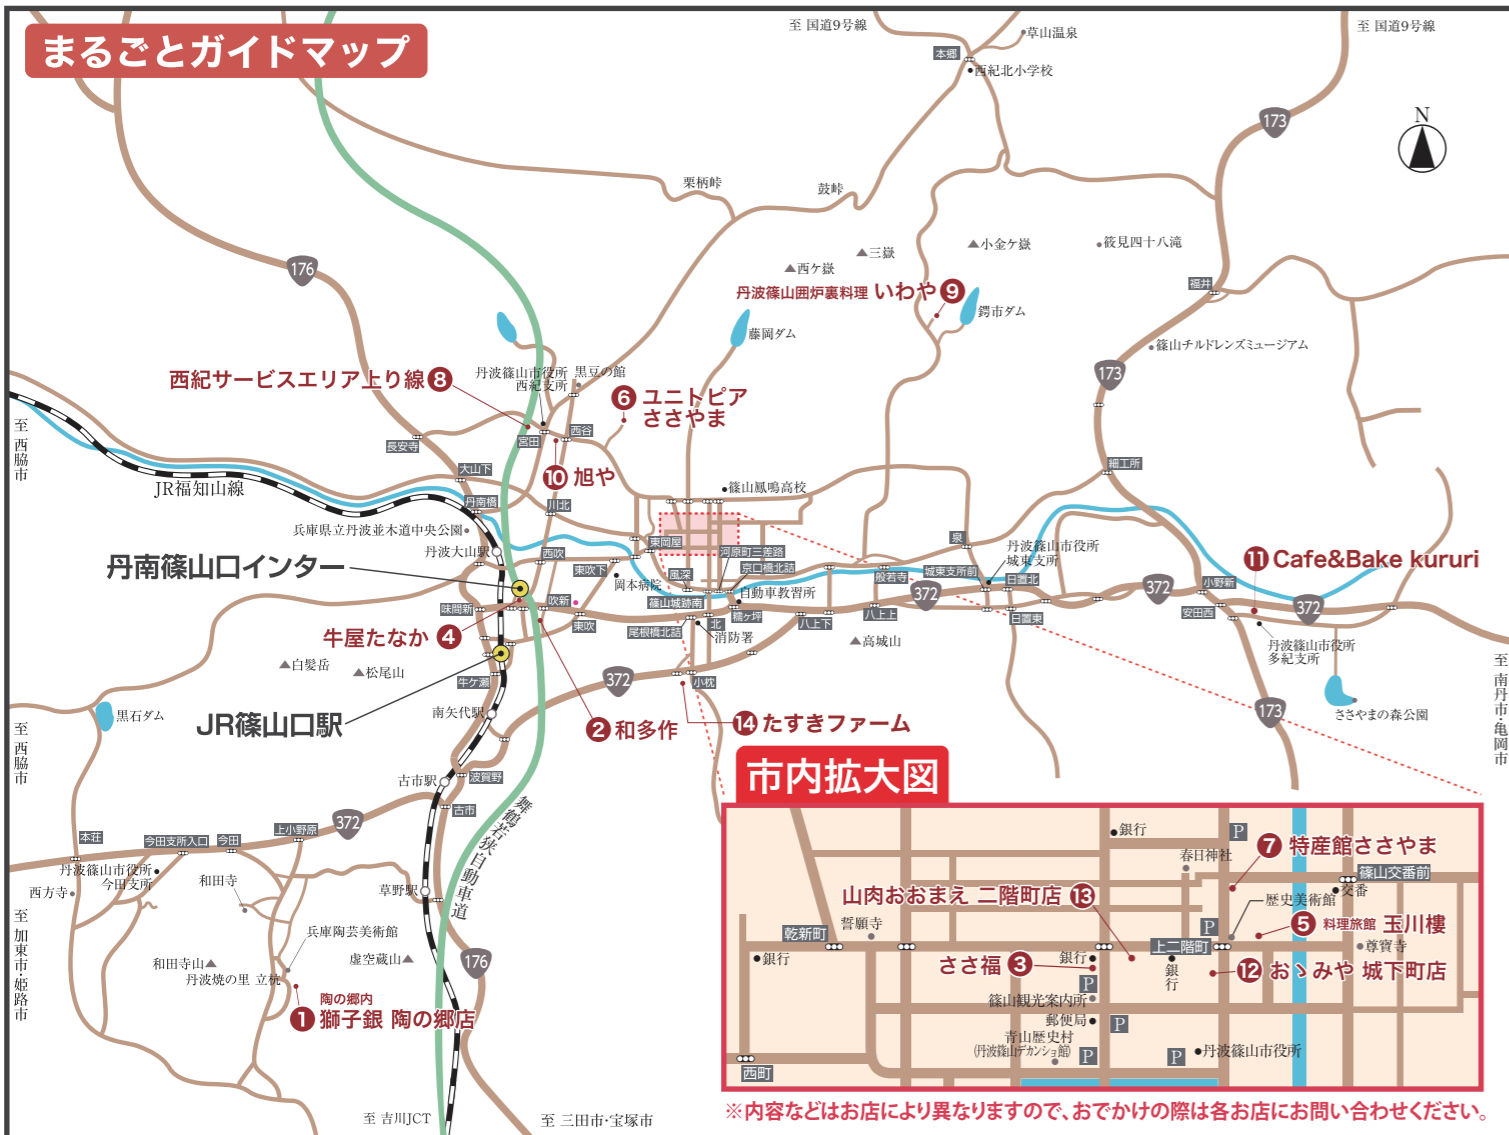 まるごとガイドマップ
至 国道9号線
草山温泉
本郷
西紀北小学校
至 国道9号線
173
N
栗柄峠
鼓峠
176
三嶽
小金ケ嶽
筱見四十八滝
西ケ嶽
丹波篠山囲炉裏料理 いわや 9
鍔市ダム
福井
藤岡ダム
篠山チルドレンズミュージアム
173
西紀サービスエリア上り線 8
丹波篠山市役所
西紀支所
黒豆の館
6 ユニトピア
ささやま
至 西脇市
長安寺
宮田
西谷
大山下
10 旭や
細工所
JR福知山線
丹南橋
川北
篠山鳳鳴高校
兵庫県立丹波並木道中央公園
丹波大山駅
西吹
東岡屋
河原町三差路
泉
丹波篠山市役所
城東支所
丹南篠山口インター
東吹下
岡本病院
風深
京口橋北詰
般若寺
城東支所前
日置北
11 Cafe&Bake kururi
自動車教習所
372
372
小野新
372
味間新
吹新
篠山城跡南
糯ケ坪
八上下
八上上
安田西
牛屋たなか 4
東吹
尾根橋北詰
北
消防署
日置東
高城山
丹波篠山市役所
多紀支所
白髪岳
松尾山
牛ケ瀬
372
小枕
至 南丹市・亀岡市
黒石ダム
JR篠山口駅
南矢代駅
2 和多作
14 たすきファーム
173
ささやまの森公園
至 西脇市
古市駅
波賀野
古市
舞鶴若狭自動車道
市内拡大図
372
本荘
今田支所入口
今田
上小野原
丹波篠山市役所
今田支所
西方寺
和田寺
草野駅
至 加東市・姫路市
兵庫陶芸美術館
和田寺山
丹波焼の里 立杭
虚空蔵山
176
陶の郷内
1 獅子銀 陶の郷店
至 吉川JCT
至 三田市・宝塚市
銀行
P
7 特産館ささやま
春日神社
篠山交番前
交番
山肉おおまえ 二階町店 13
歴史美術館
誓願寺
P
5 料理旅館 玉川樓
乾新町
上二階町
尊寳寺
銀行
ささ福 3
銀行
銀行
12 おゝみや 城下町店
P
篠山観光案内所
郵便局
P
青山歴史村
(丹波篠山デカンショ館)
P
P
丹波篠山市役所
西町
※内容などはお店により異なりますので、おでかけの際は各お店にお問い合わせください。